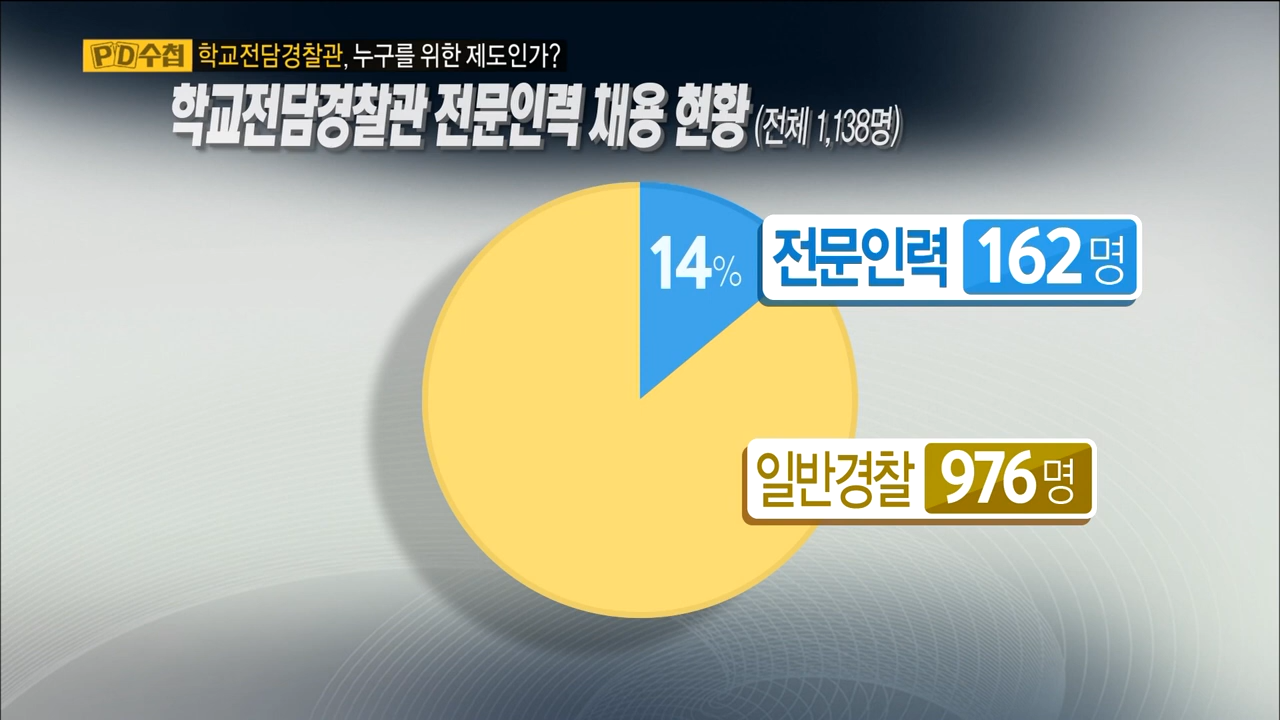 PD수첩 학교전담경찰관, 누구를 위한 제도인가?
학교전담경찰관 전문인력 채용 현황 (전체 1,138명)
14% 전문인력 162명
일반경찰 976명